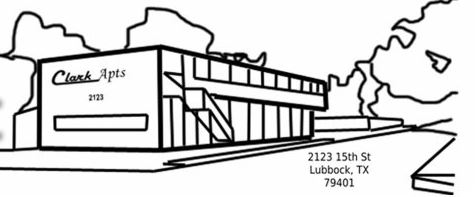 Clark Apts
2123
2123 15th St
Lubbock, TX
79401